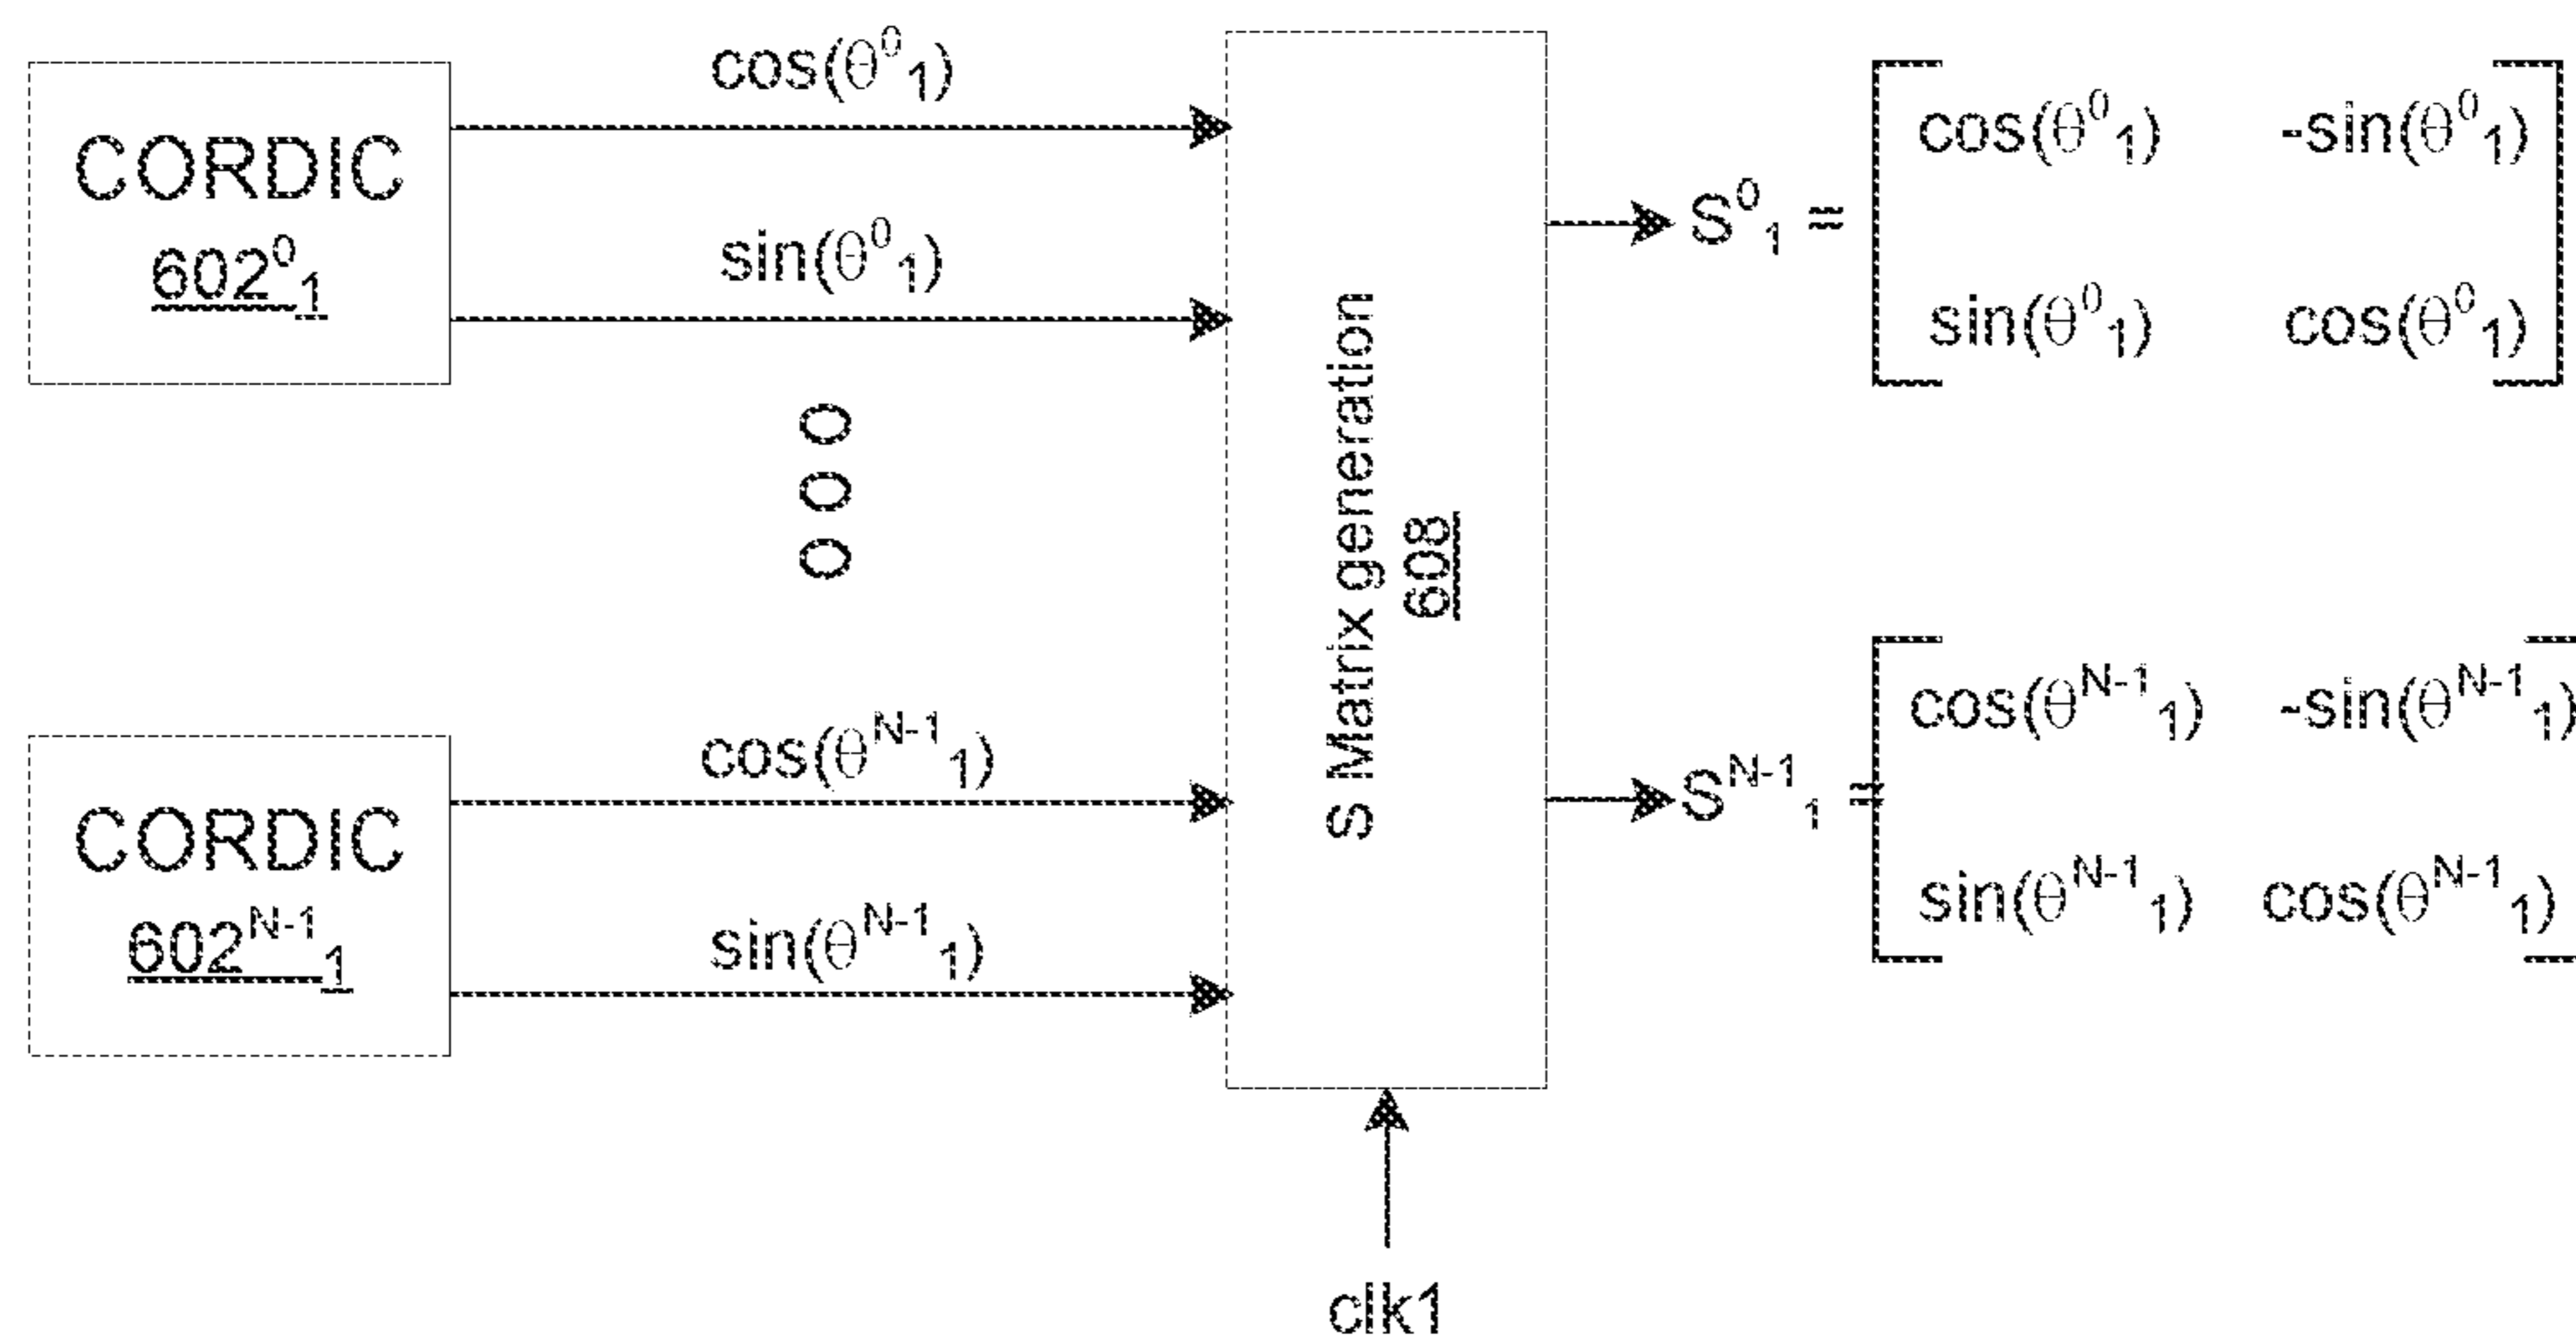 CORDIC
602⁰₁
cos(θ⁰₁)
sin(θ⁰₁)
O O O
CORDIC
602ᴺ⁻¹₁
cos(θᴺ⁻¹₁)
sin(θᴺ⁻¹₁)
S Matrix generation
608
clk1
S⁰₁ =
cos(θ⁰₁) -sin(θ⁰₁)
sin(θ⁰₁) cos(θ⁰₁)
Sᴺ⁻¹₁ =
cos(θᴺ⁻¹₁) -sin(θᴺ⁻¹₁)
sin(θᴺ⁻¹₁) cos(θᴺ⁻¹₁)